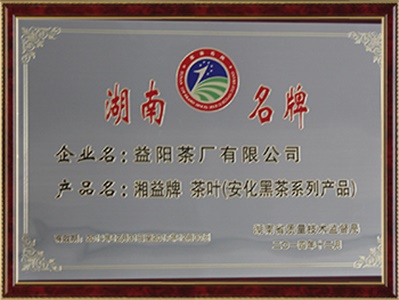 湖南 名牌
企业名：益阳茶厂有限公司
产品名：湘益牌 茶叶(安化黑茶系列产品)
湖南省质量技术监督局